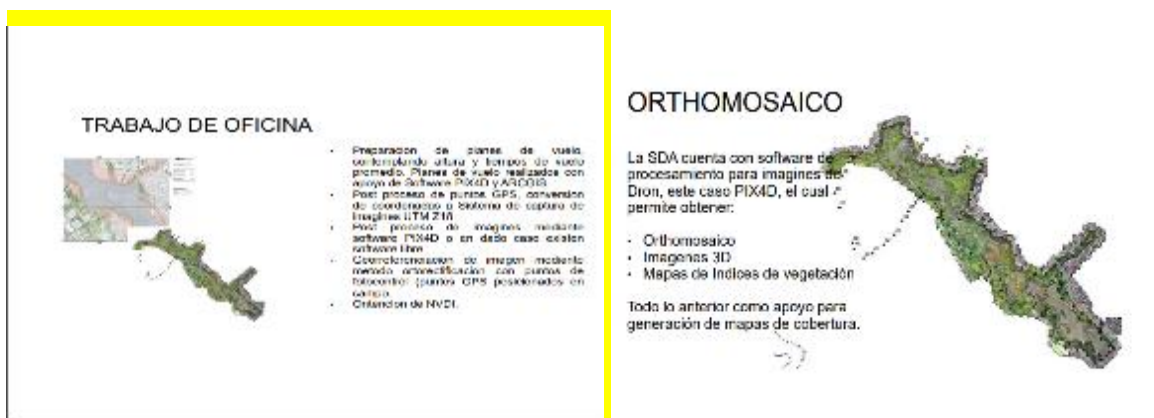 TRABAJO DE OFICINA
- Preparacion de planes de vuelo,
contemplando altura y tiempos de vuelo
promedio. Planes de vuelo realizados con
apoyo de Software PIX4D y ARCGIS
- Post proceso de puntos GPS, conversion
de coordenadas a Sistema de captura de
Imagines UTM Z18
- Post proceso de imagines mediante
software PIX4D o en dado caso existen
software libre
- Georreferenciacion de imagen mediante
metodo ortorectificacion con puntos de
fotocontrol (puntos GPS posicionados en
campo
- Obtencion de NVDI.
ORTHOMOSAICO
La SDA cuenta con software de
procesamiento para imagines de
Dron, este caso PIX4D, el cual
permite obtener:
- Orthomosaico
- Imagenes 3D
- Mapas de Indices de vegetación
Todo lo anterior como apoyo para
generación de mapas de cobertura.